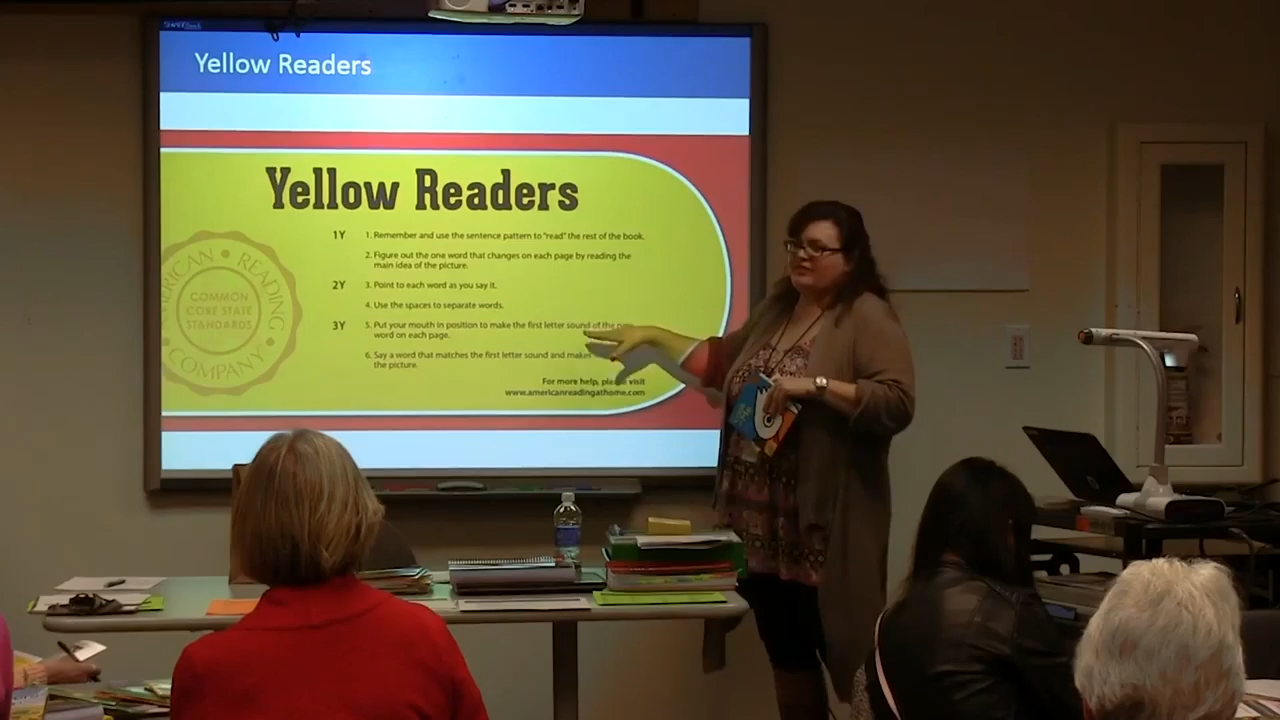 Yellow Readers
Yellow Readers
1Y 1. Remember and use the sentence pattern to "read" the rest of the book.
2. Figure out the one word that changes on each page by reading the
main idea of the picture.
2Y 3. Point to each word as you say it.
4. Use the spaces to separate words.
3Y 5. Put your mouth in position to make the first letter sound of the
word on each page.
6. Say a word that matches the first letter sound and makes
the picture.
For more help, please visit
www.americanreadingathome.com
AMERICAN • READING
COMPANY
COMMON
CORE STATE
STANDARDS